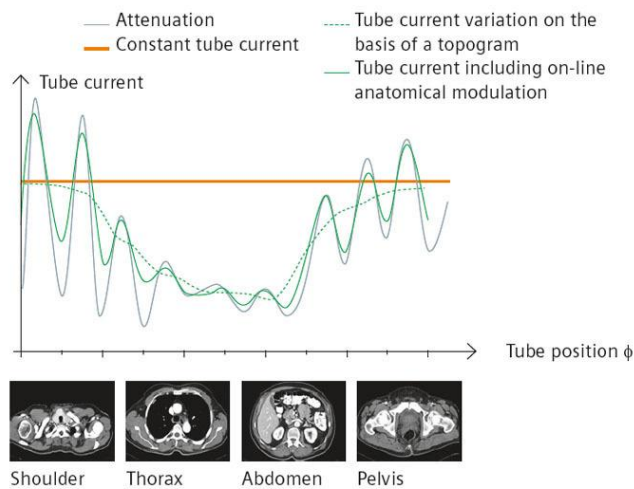 Attenuation
Constant tube current
Tube current variation on the
basis of a topogram
Tube current including on-line
anatomical modulation
Tube current
Tube position ϕ
Shoulder
Thorax
Abdomen
Pelvis